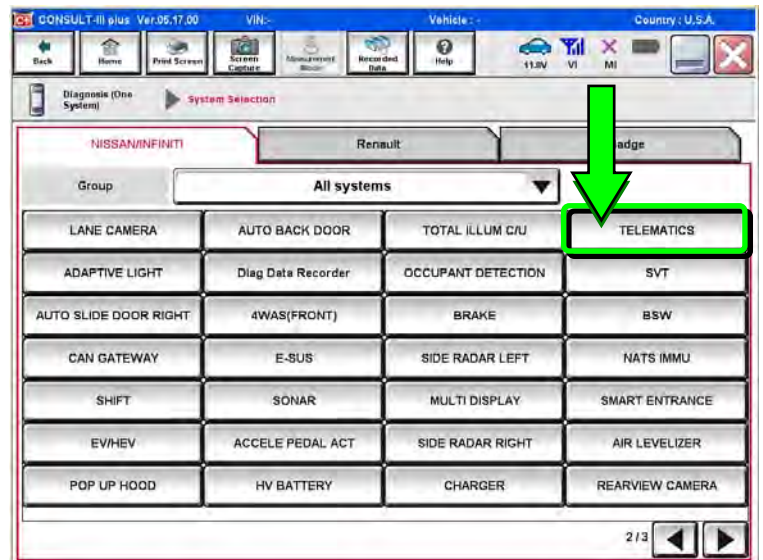 CONSULT-III plus Ver.05.17.00 VIN:- Vehicle : - Country : U.S.A.
Back Home Print Screen Screen Capture Measurement Mode Recorded Data Help 11.0V VI MI
Diagnosis (One System) System Selection
NISSAN/INFINITI Renault adge
Group All systems
LANE CAMERA AUTO BACK DOOR TOTAL ILLUM C/U TELEMATICS
ADAPTIVE LIGHT Diag Data Recorder OCCUPANT DETECTION SVT
AUTO SLIDE DOOR RIGHT 4WAS(FRONT) BRAKE BSW
CAN GATEWAY E-SUS SIDE RADAR LEFT NATS IMMU
SHIFT SONAR MULTI DISPLAY SMART ENTRANCE
EV/HEV ACCELE PEDAL ACT SIDE RADAR RIGHT AIR LEVELIZER
POP UP HOOD HV BATTERY CHARGER REARVIEW CAMERA
2/3